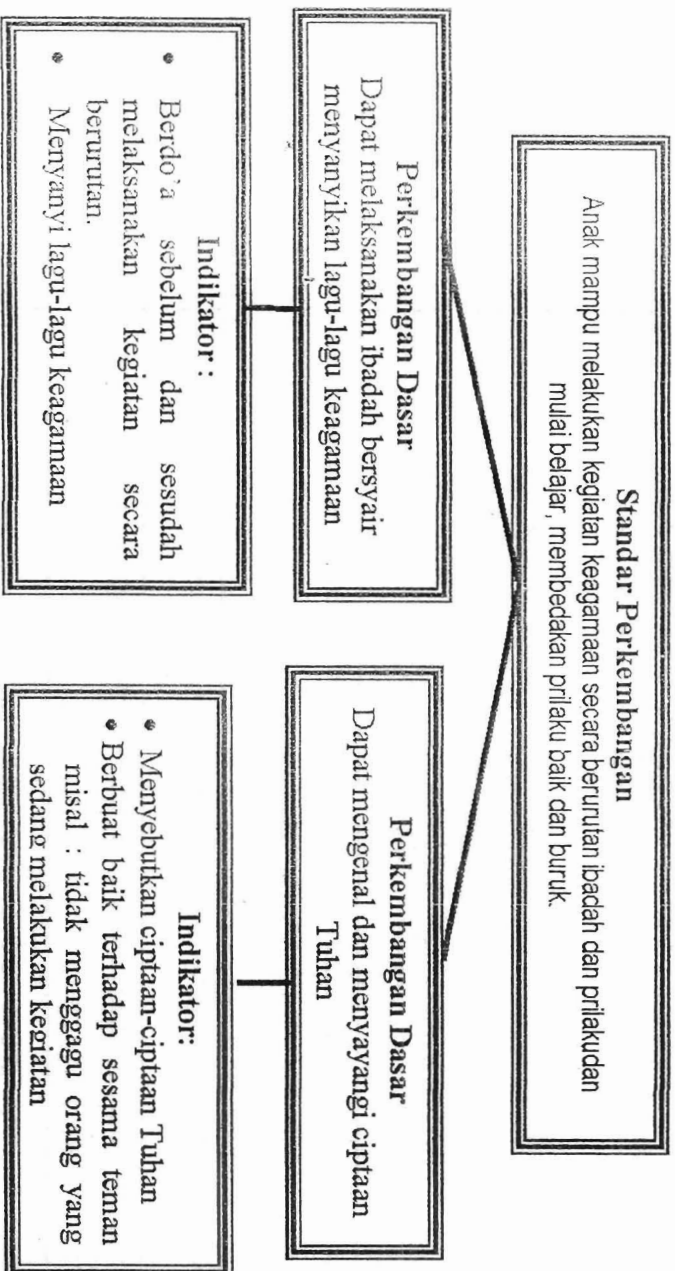 Standar Perkembangan
Anak mampu melakukan kegiatan keagamaan secara berurutan ibadah dan prilakudan
mulai belajar, membedakan prilaku baik dan buruk.
Perkembangan Dasar
Dapat melaksanakan ibadah bersyair
menyanyikan lagu-lagu keagamaan
Indikator :
• Berdo`a sebelum dan sesudah
melaksanakan kegiatan secara
berurutan.
• Menyanyi lagu-lagu keagamaan
Perkembangan Dasar
Dapat mengenal dan menyayangi ciptaan
Tuhan
Indikator:
• Menyebutkan ciptaan-ciptaan Tuhan
• Berbuat baik terhadap sesama teman
misal : tidak menggagu orang yang
sedang melakukan kegiatan